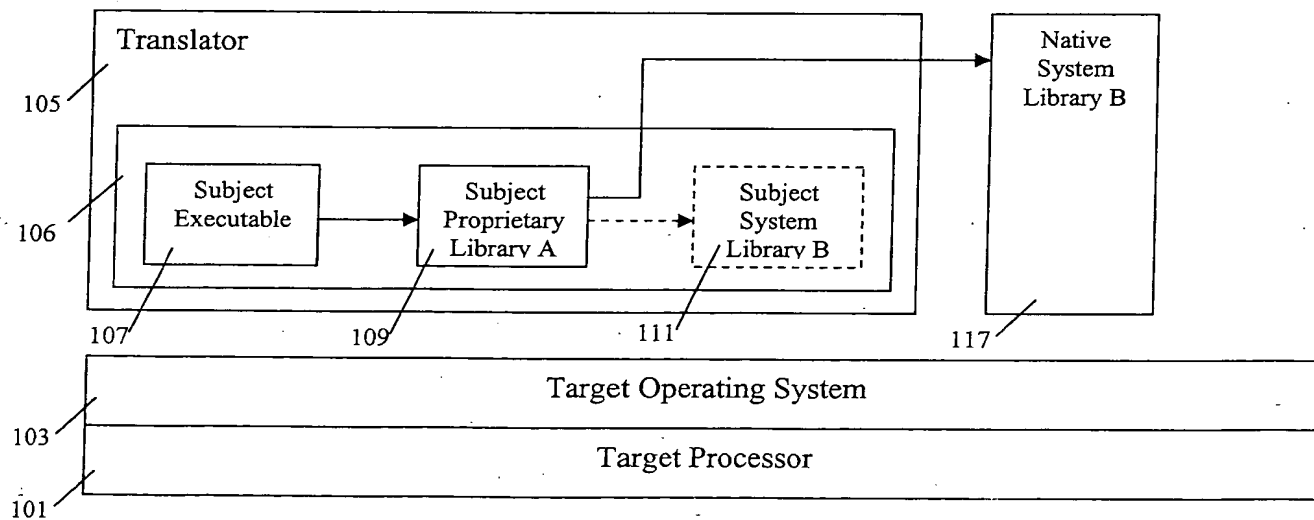 Translator
Native
System
Library B
105
Subject
Executable
Subject
Proprietary
Library A
Subject
System
Library B
106
107
109
111
117
Target Operating System
103
Target Processor
101